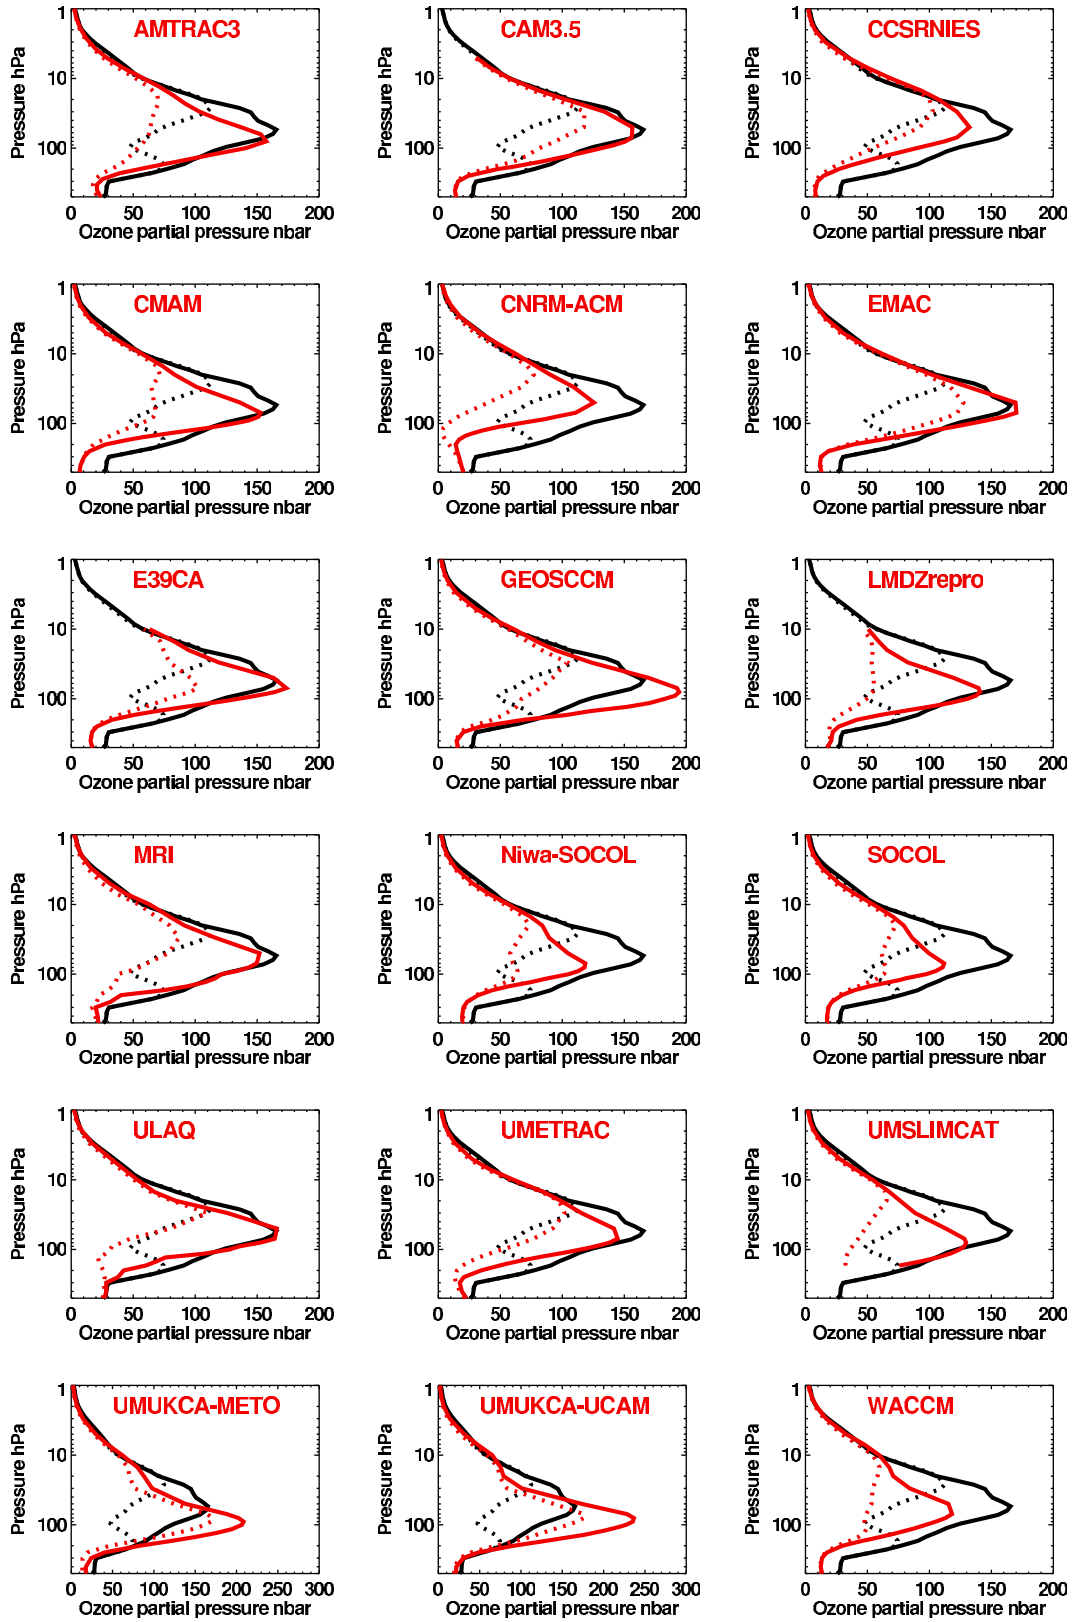 AMTRAC3
Pressure hPa
1
10
100
0 50 100 150 200
Ozone partial pressure nbar
CAM3.5
Pressure hPa
1
10
100
0 50 100 150 200
Ozone partial pressure nbar
CCSRNIES
Pressure hPa
1
10
100
0 50 100 150 200
Ozone partial pressure nbar
CMAM
Pressure hPa
1
10
100
0 50 100 150 200
Ozone partial pressure nbar
CNRM-ACM
Pressure hPa
1
10
100
0 50 100 150 200
Ozone partial pressure nbar
EMAC
Pressure hPa
1
10
100
0 50 100 150 200
Ozone partial pressure nbar
E39CA
Pressure hPa
1
10
100
0 50 100 150 200
Ozone partial pressure nbar
GEOSCCM
Pressure hPa
1
10
100
0 50 100 150 200
Ozone partial pressure nbar
LMDZrepro
Pressure hPa
1
10
100
0 50 100 150 200
Ozone partial pressure nbar
MRI
Pressure hPa
1
10
100
0 50 100 150 200
Ozone partial pressure nbar
Niwa-SOCOL
Pressure hPa
1
10
100
0 50 100 150 200
Ozone partial pressure nbar
SOCOL
Pressure hPa
1
10
100
0 50 100 150 200
Ozone partial pressure nbar
ULAQ
Pressure hPa
1
10
100
0 50 100 150 200
Ozone partial pressure nbar
UMETRAC
Pressure hPa
1
10
100
0 50 100 150 200
Ozone partial pressure nbar
UMSLIMCAT
Pressure hPa
1
10
100
0 50 100 150 200
Ozone partial pressure nbar
UMUKCA-METO
Pressure hPa
1
10
100
0 50 100 150 200 250 300
Ozone partial pressure nbar
UMUKCA-UCAM
Pressure hPa
1
10
100
0 50 100 150 200 250 300
Ozone partial pressure nbar
WACCM
Pressure hPa
1
10
100
0 50 100 150 200
Ozone partial pressure nbar